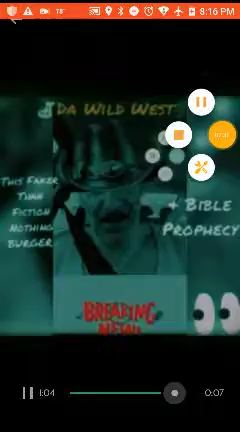 78°
8:16 PM
DA WILD WEST
THIS FAKER
THAN
FICTION
NOTHING
BURGER
+ BIBLE
PROPHECY
BREAKING
NEWS!
1:04
0:07